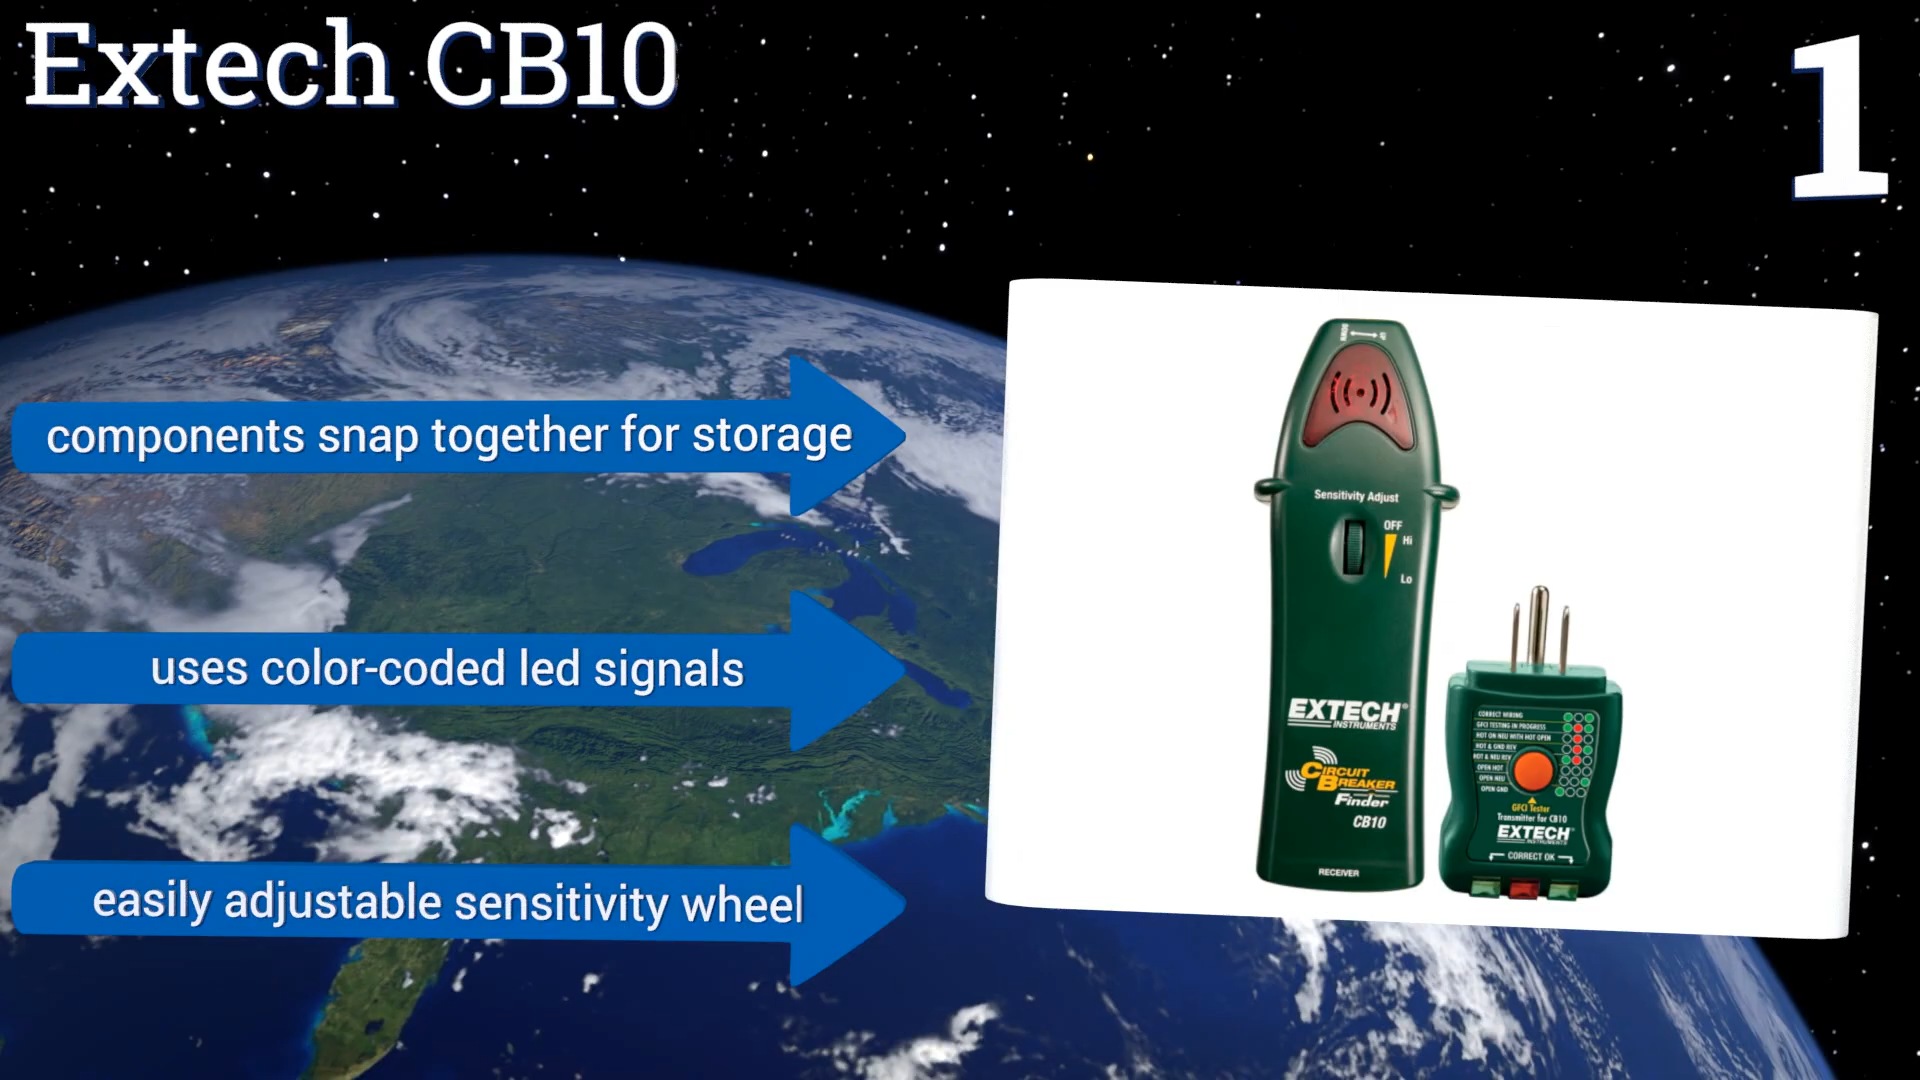 Extech CB10
1
components snap together for storage
uses color-coded led signals
easily adjustable sensitivity wheel
Sensitivity Adjust
OFF
Hi
Lo
EXTECH®
INSTRUMENTS
CIRCUIT
BREAKER
Finder
CB10
RECEIVER
CORRECT WIRING
GFCI TESTING IN PROGRESS
HOT ON NEU WITH HOT OPEN
HOT & GND REV
HOT & NEU REV
OPEN HOT
OPEN NEU
OPEN GND
GFCI Tester
Transmitter for CB10
EXTECH
INSTRUMENTS
CORRECT OK